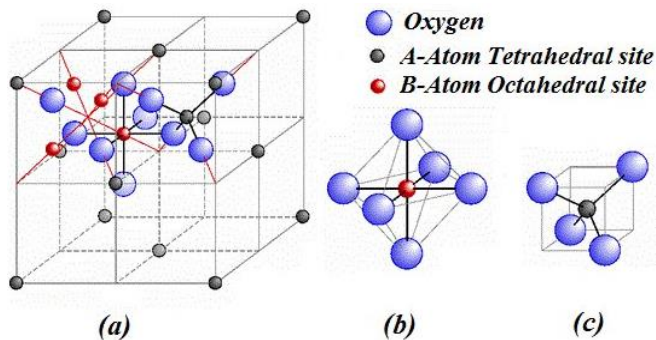 Oxygen
A-Atom Tetrahedral site
B-Atom Octahedral site
(a)
(b)
(c)